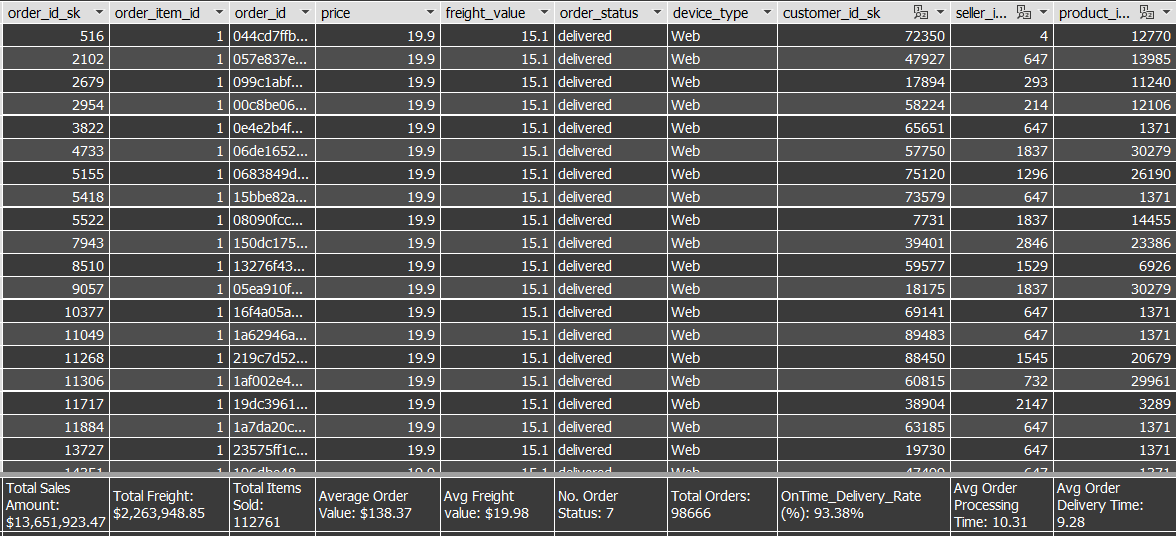 order_id_sk order_item_id order_id price freight_value order_status device_type customer_id_sk seller_i... product_i...
516 1 044cd7ffb... 19.9 15.1 delivered Web 72350 4 12770
2102 1 057e837e... 19.9 15.1 delivered Web 47927 647 13985
2679 1 099c1abf... 19.9 15.1 delivered Web 17894 293 11240
2954 1 00c8be06... 19.9 15.1 delivered Web 58224 214 12106
3822 1 0e4e2b4f... 19.9 15.1 delivered Web 65651 647 1371
4733 1 06de1652... 19.9 15.1 delivered Web 57750 1837 30279
5155 1 0683849d... 19.9 15.1 delivered Web 75120 1296 26190
5418 1 15bbe82a... 19.9 15.1 delivered Web 73579 647 1371
5522 1 08090fcc... 19.9 15.1 delivered Web 7731 1837 14455
7943 1 150dc175... 19.9 15.1 delivered Web 39401 2846 23386
8510 1 13276f43... 19.9 15.1 delivered Web 59577 1529 6926
9057 1 05ea910f... 19.9 15.1 delivered Web 18175 1837 30279
10377 1 16f4a05a... 19.9 15.1 delivered Web 69141 647 1371
11049 1 1a62946a... 19.9 15.1 delivered Web 89483 647 1371
11268 1 219c7d52... 19.9 15.1 delivered Web 88450 1545 20679
11306 1 1af002e4... 19.9 15.1 delivered Web 60815 732 29961
11717 1 19dc3961... 19.9 15.1 delivered Web 38904 2147 3289
11884 1 1a7da20c... 19.9 15.1 delivered Web 63185 647 1371
13727 1 23575ff1c... 19.9 15.1 delivered Web 19730 647 1371
1 19.9 15.1 delivered Web 647 1371
Total Sales
Amount:
$13,651,923.47
Total Freight:
$2,263,948.85
Total Items
Sold:
112761
Average Order
Value: $138.37
Avg Freight
value: $19.98
No. Order
Status: 7
Total Orders:
98666
OnTime_Delivery_Rate
(%): 93.38%
Avg Order
Processing
Time: 10.31
Avg Order
Delivery Time:
9.28